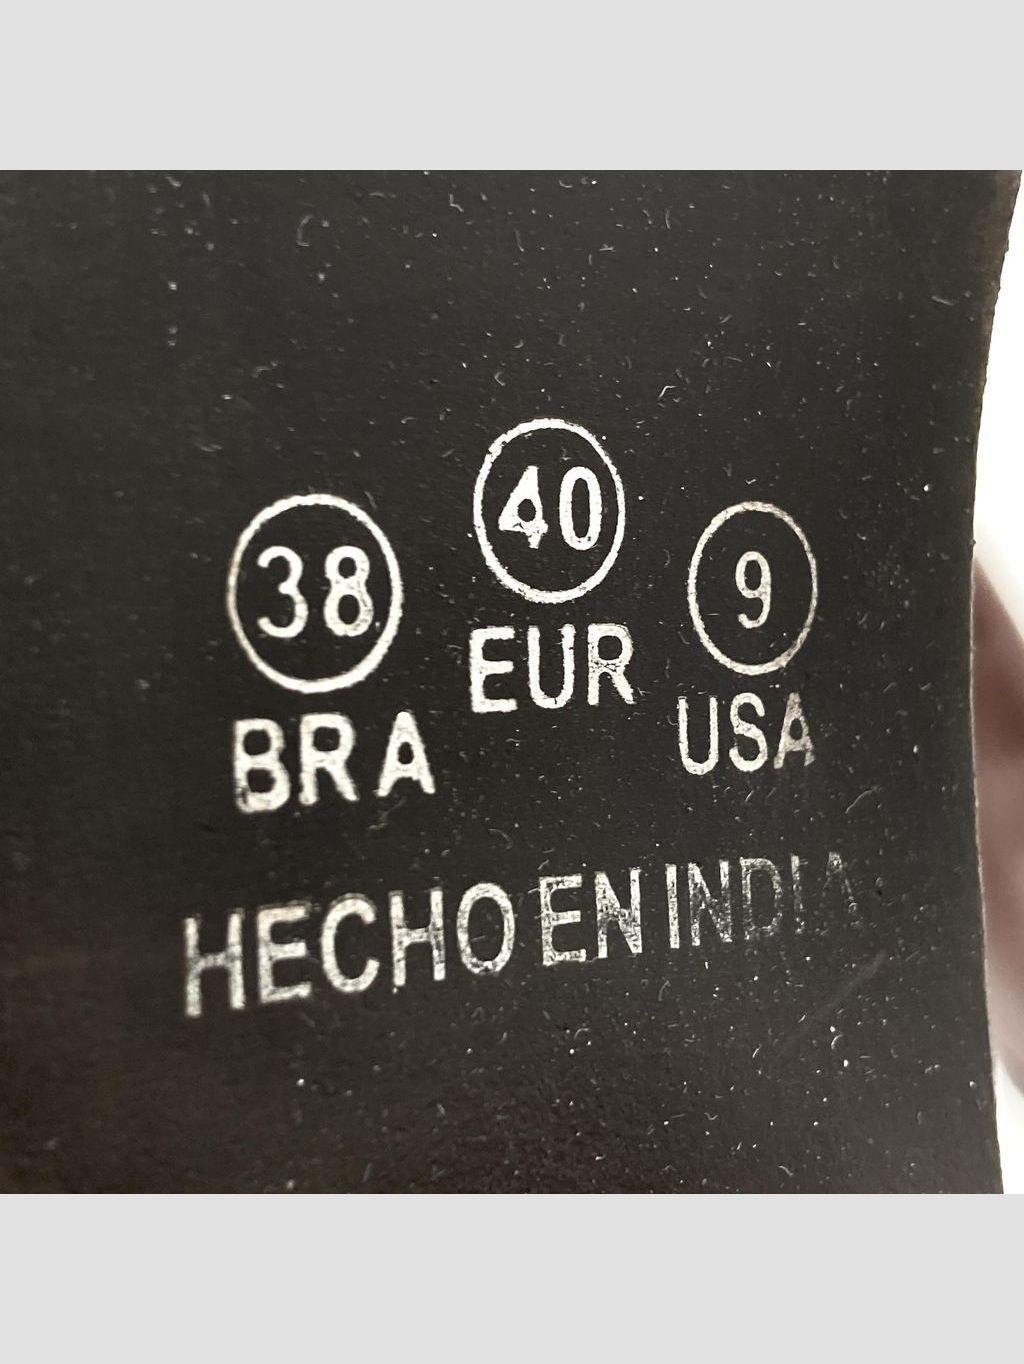 38 40 9
BRA EUR USA
HECHO EN INDIA